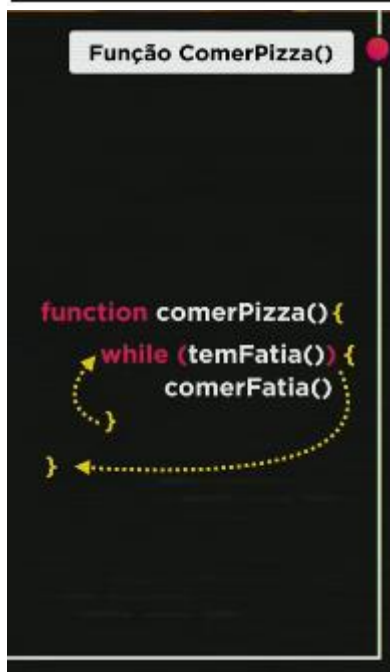 Função ComerPizza()
function comerPizza(){
while (temFatia()) {
comerFatia()
}
}